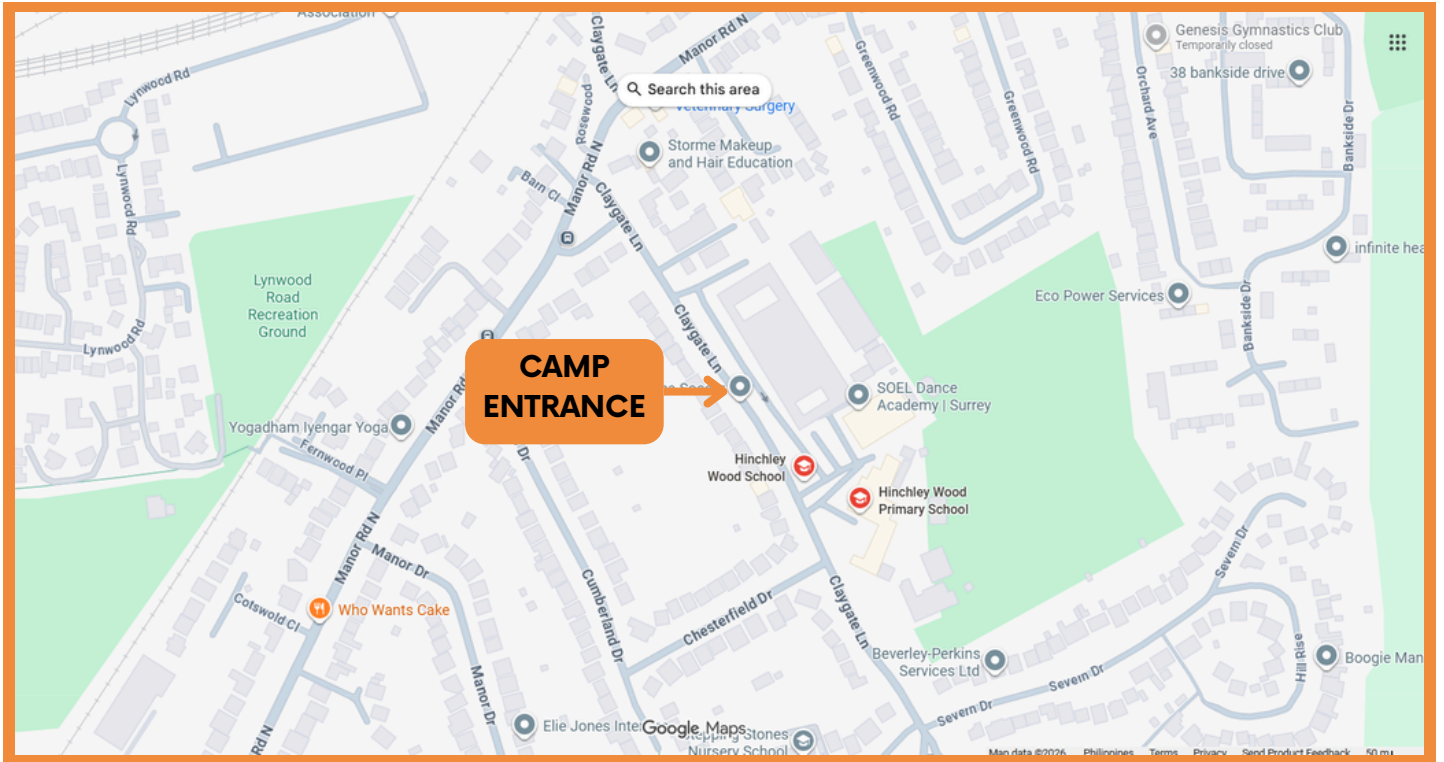 Association
Claygate Ln
Manor Rd N
Genesis Gymnastics Club
Temporarily closed
38 bankside drive
Lynwood Rd
Search this area
Veterinary Surgery
Rosewood
Greenwood Rd
Greenwood Rd
Orchard Ave
Bankside Dr
Storme Makeup
and Hair Education
Manor Rd N
Barn Cl
Claygate Ln
Lynwood Rd
infinite hea
Lynwood
Road
Recreation
Ground
Eco Power Services
Bankside Dr
Claygate Ln
Lynwood Rd
CAMP
ENTRANCE
SOEL Dance
Academy | Surrey
Manor Rd
Yogadham Iyengar Yoga
Fernwood Pl
Dr
Hinchley
Wood School
Hinchley Wood
Primary School
Manor Rd N
Manor Dr
Severn Dr
Cotswold Cl
Who Wants Cake
Cumberland Dr
Chesterfield Dr
Claygate Ln
Beverley-Perkins
Services Ltd
Hill Rise
Boogie Man
Severn Dr
Manor Dr
Severn Dr
Elie Jones Inte
Google Maps
Stones
Nursery School
Rd N
Map data ©2026 Philippines Terms Privacy Send Product Feedback 50 m